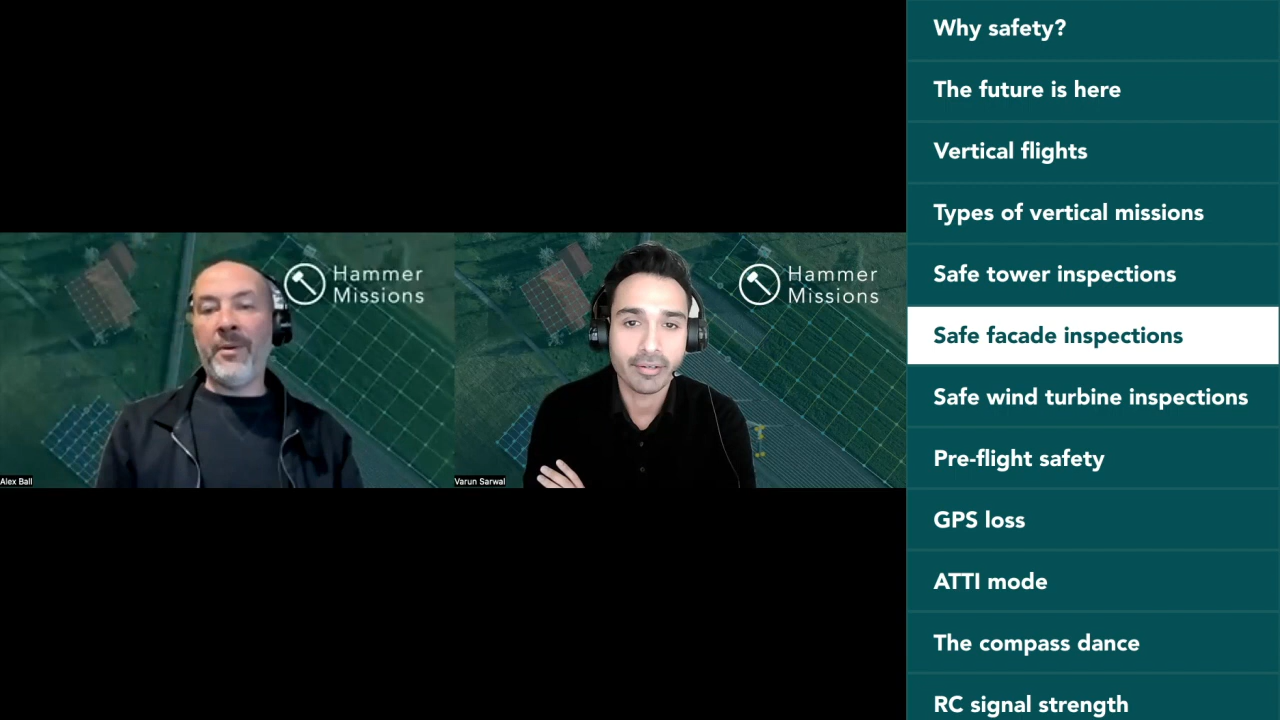 Hammer
Missions
Alex Ball
Hammer
Missions
Varun Sarwal
Why safety?
The future is here
Vertical flights
Types of vertical missions
Safe tower inspections
Safe facade inspections
Safe wind turbine inspections
Pre-flight safety
GPS loss
ATTI mode
The compass dance
RC signal strength